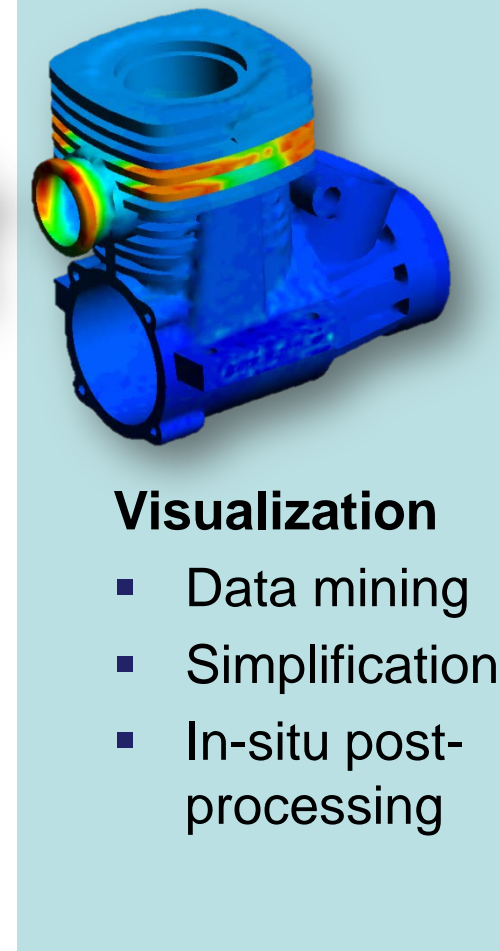 Visualization
▪ Data mining
▪ Simplification
▪ In-situ post-
processing